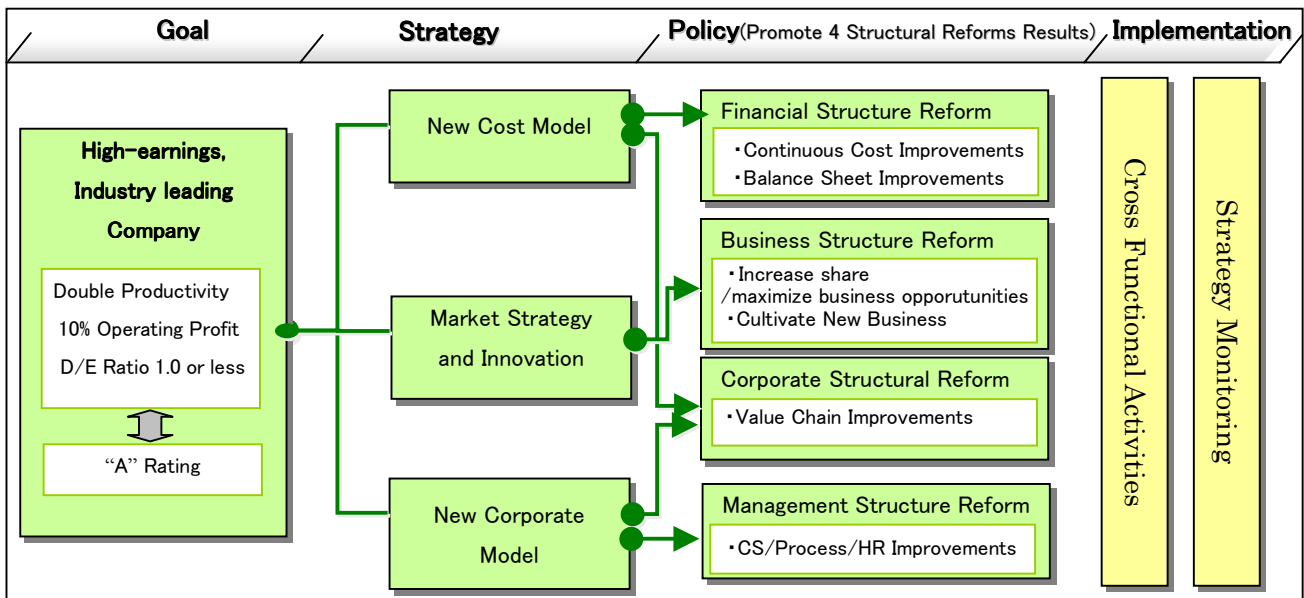 Goal
Strategy
Policy(Promote 4 Structural Reforms Results)
Implementation
High-earnings,
Industry leading
Company
Double Productivity
10% Operating Profit
D/E Ratio 1.0 or less
“A” Rating
New Cost Model
Market Strategy
and Innovation
New Corporate
Model
Financial Structure Reform
・Continuous Cost Improvements
・Balance Sheet Improvements
Business Structure Reform
・Increase share
/maximize business opporutunities
・Cultivate New Business
Corporate Structural Reform
・Value Chain Improvements
Management Structure Reform
・CS/Process/HR Improvements
Cross Functional Activities
Strategy Monitoring